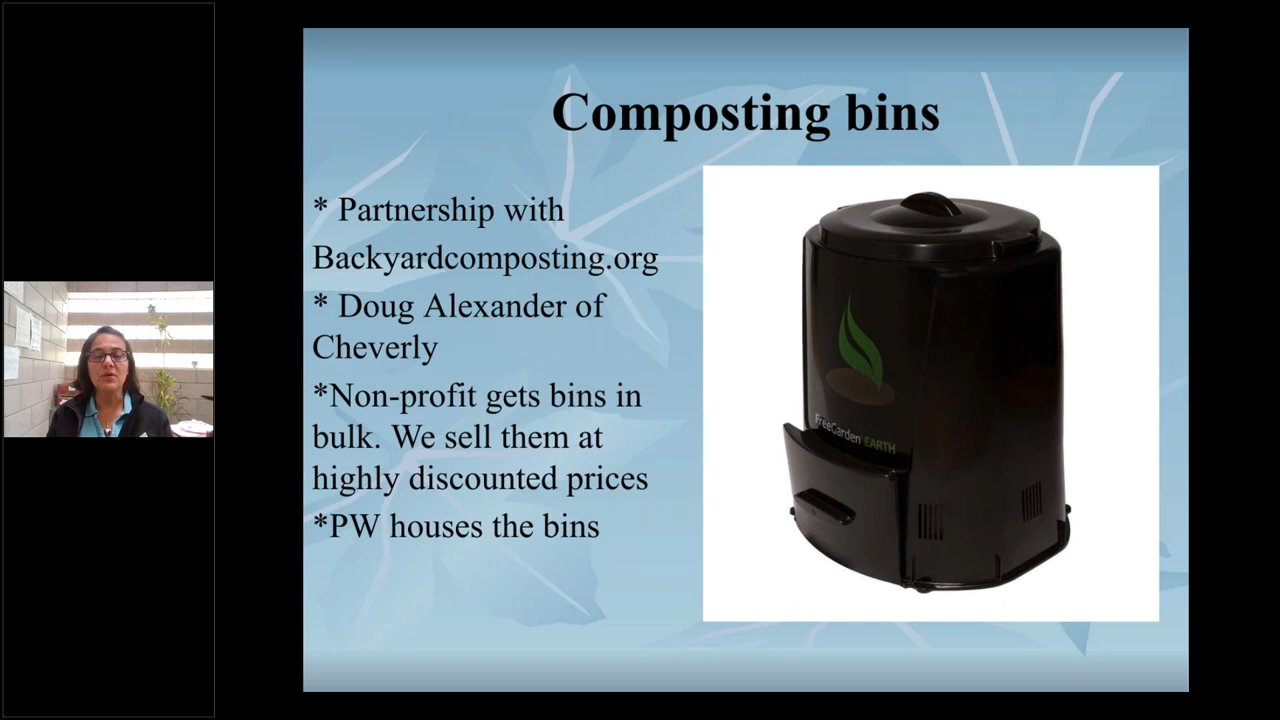 Composting bins
* Partnership with
Backyardcomposting.org
* Doug Alexander of
Cheverly
*Non-profit gets bins in
bulk. We sell them at
highly discounted prices
*PW houses the bins
FreeGarden EARTH